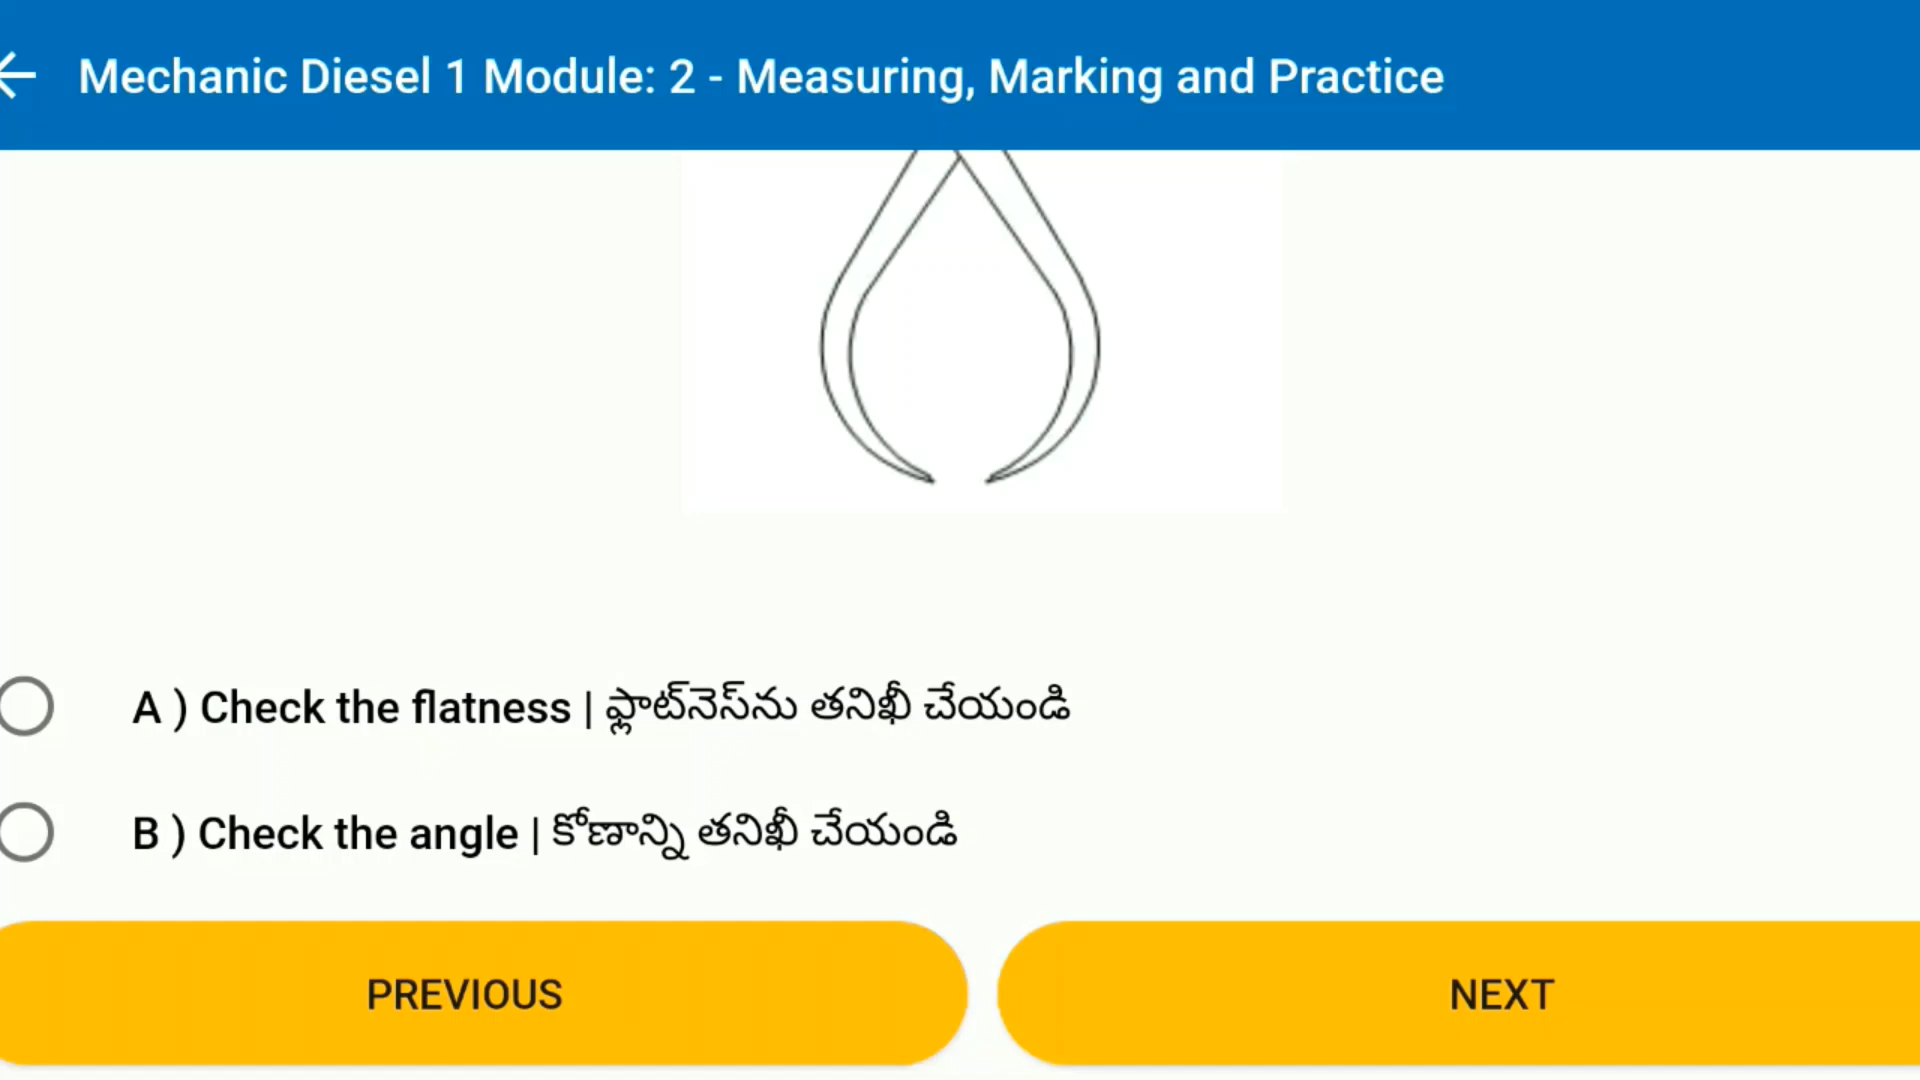 Mechanic Diesel 1 Module: 2 - Measuring, Marking and Practice
A ) Check the flatness | ఫ్లాట్‌నెస్‌ను తనిఖీ చేయండి
B ) Check the angle | కోణాన్ని తనిఖీ చేయండి
PREVIOUS
NEXT